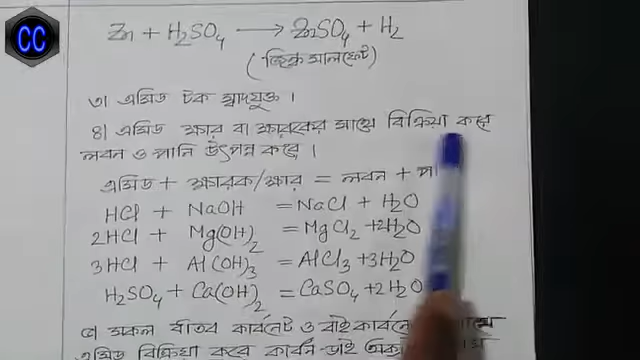 CC
Zn + H₂SO₄ ⟶ ZnSO₄ + H₂
(জিঙ্ক সালফেট)
৩) এসিড টক স্বাদযুক্ত।
৪) এসিড ক্ষার বা ক্ষারকের সাথে বিক্রিয়া করে
লবন ও পানি উৎপন্ন করে।
এসিড + ক্ষারক/ক্ষার = লবন +
HCl + NaOH = NaCl + H₂O
2HCl + Mg(OH)₂ = MgCl₂ + 2H₂O
3HCl + Al(OH)₃ = AlCl₃ + 3H₂O
H₂SO₄ + Ca(OH)₂ = CaSO₄ + 2H₂O
৫) সকল ধাতব কার্বনেট ও বাই
এসিড বিক্রিয়া করে কার্বন-ডাই